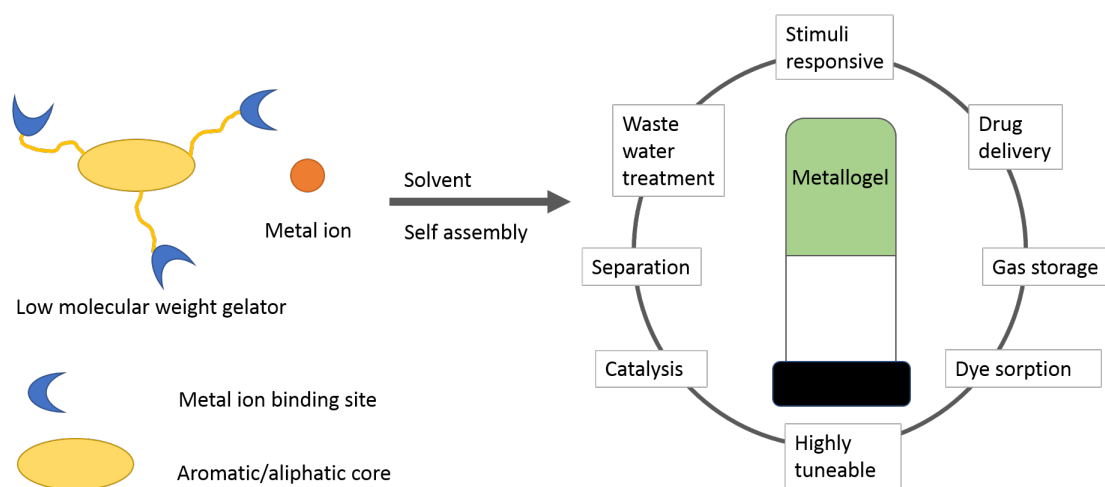 Metal ion
Low molecular weight gelator
Metal ion binding site
Aromatic/aliphatic core
Solvent
Self assembly
Stimuli
responsive
Waste
water
treatment
Drug
delivery
Metallogel
Separation
Gas storage
Catalysis
Dye sorption
Highly
tuneable